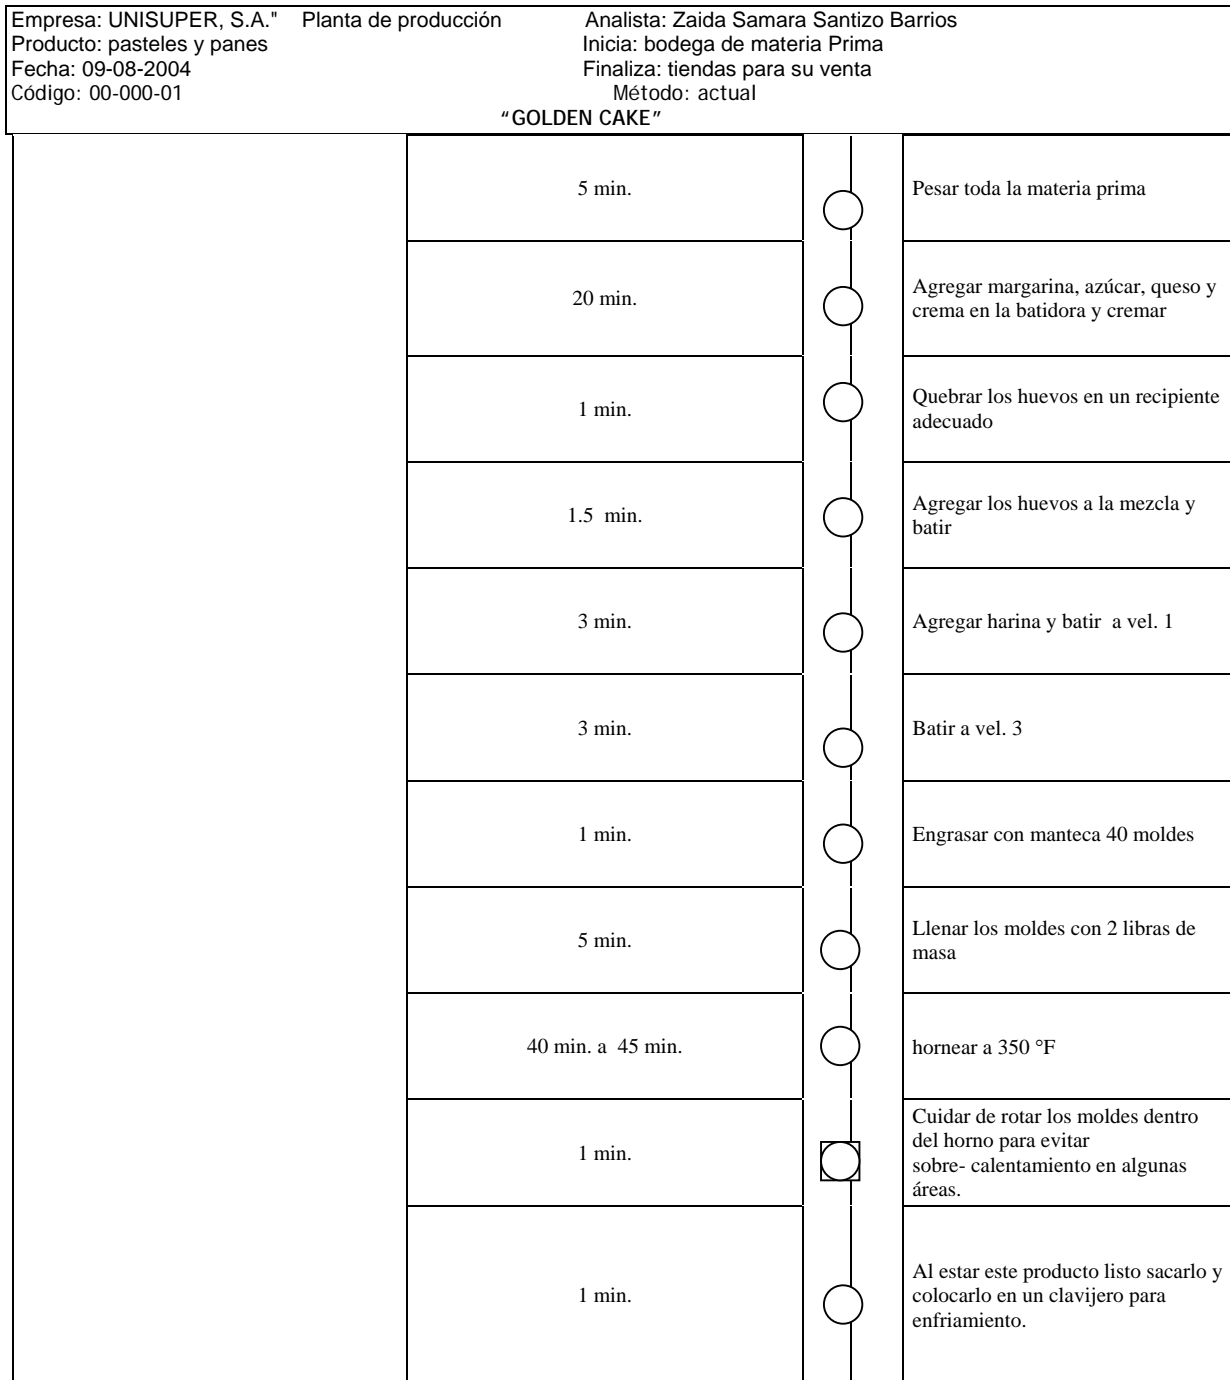 Empresa: UNISUPER, S.A." Planta de producción Analista: Zaida Samara Santizo Barrios
Producto: pasteles y panes Inicia: bodega de materia Prima
Fecha: 09-08-2004 Finaliza: tiendas para su venta
Código: 00-000-01 Método: actual
"GOLDEN CAKE"
5 min. Pesar toda la materia prima
20 min. Agregar margarina, azúcar, queso y
crema en la batidora y cremar
1 min. Quebrar los huevos en un recipiente
adecuado
1.5 min. Agregar los huevos a la mezcla y
batir
3 min. Agregar harina y batir a vel. 1
3 min. Batir a vel. 3
1 min. Engrasar con manteca 40 moldes
5 min. Llenar los moldes con 2 libras de
masa
40 min. a 45 min. hornear a 350 °F
1 min. Cuidar de rotar los moldes dentro
del horno para evitar
sobre- calentamiento en algunas
áreas.
1 min. Al estar este producto listo sacarlo y
colocarlo en un clavijero para
enfriamiento.